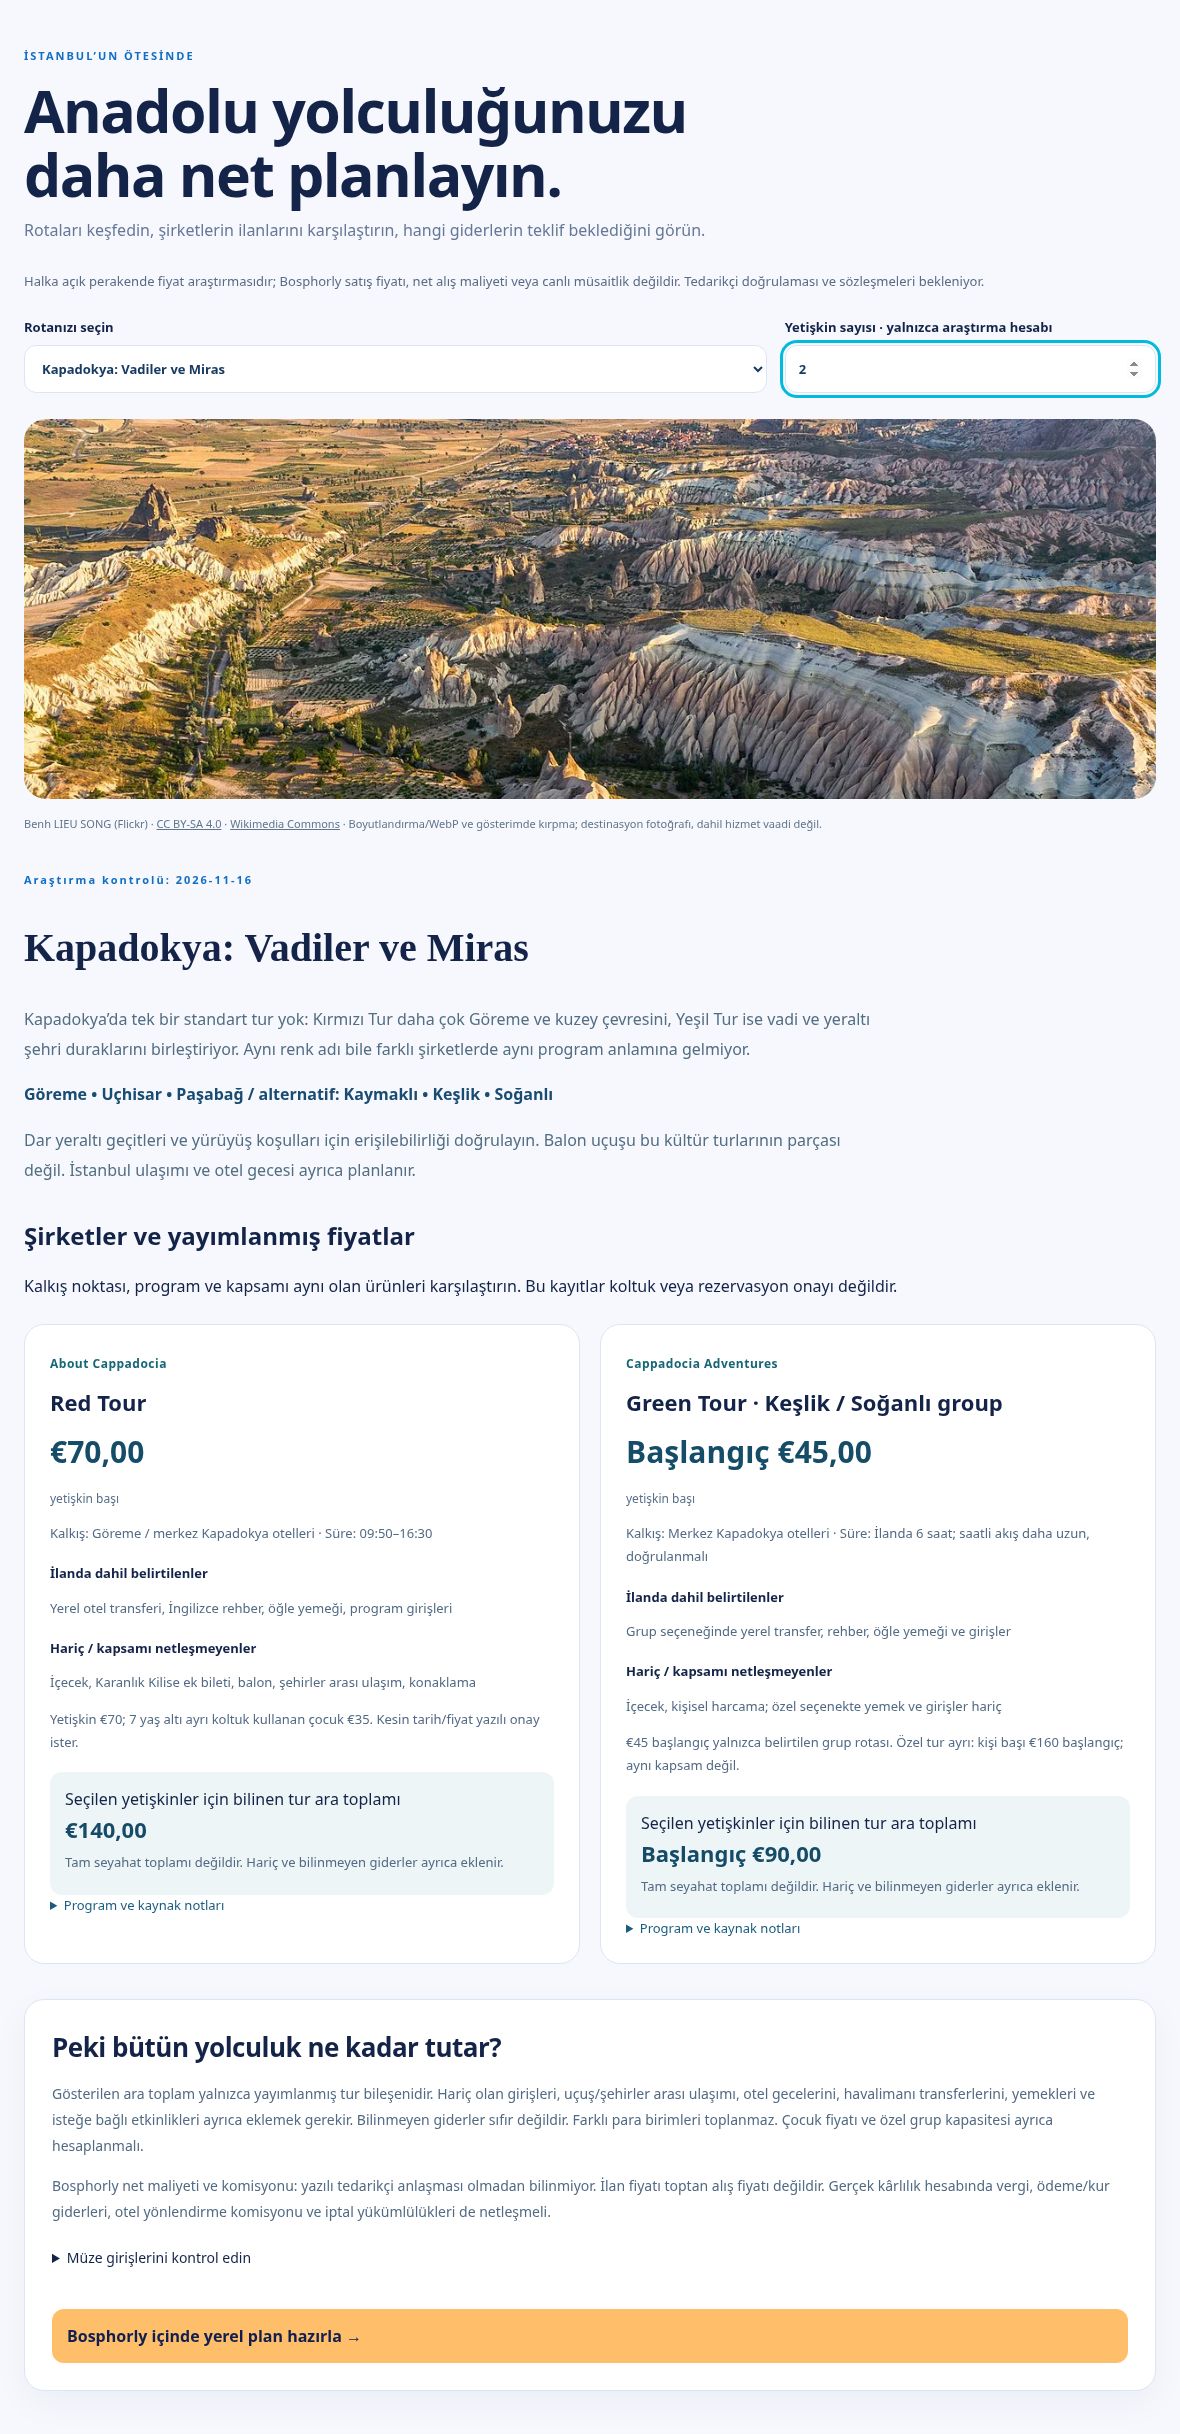 İSTANBUL’UN ÖTESİNDE
Anadolu yolculuğunuzu
daha net planlayın.
Rotaları keşfedin, şirketlerin ilanlarını karşılaştırın, hangi giderlerin teklif beklediğini görün.
Halka açık perakende fiyat araştırmasıdır; Bosphorly satış fiyatı, net alış maliyeti veya canlı müsaitlik değildir. Tedarikçi doğrulaması ve sözleşmeleri bekleniyor.
Rotanızı seçin
Kapadokya: Vadiler ve Miras
Yetişkin sayısı · yalnızca araştırma hesabı
2
Benh LIEU SONG (Flickr) · CC BY-SA 4.0 · Wikimedia Commons · Boyutlandırma/WebP ve gösterimde kırpma; destinasyon fotoğrafı, dahil hizmet vaadi değil.
Araştırma kontrolü: 2026-11-16
Kapadokya: Vadiler ve Miras
Kapadokya’da tek bir standart tur yok: Kırmızı Tur daha çok Göreme ve kuzey çevresini, Yeşil Tur ise vadi ve yeraltı
şehri duraklarını birleştiriyor. Aynı renk adı bile farklı şirketlerde aynı program anlamına gelmiyor.
Göreme • Uçhisar • Paşabağ / alternatif: Kaymaklı • Keşlik • Soğanlı
Dar yeraltı geçitleri ve yürüyüş koşulları için erişilebilirliği doğrulayın. Balon uçuşu bu kültür turlarının parçası
değil. İstanbul ulaşımı ve otel gecesi ayrıca planlanır.
Şirketler ve yayımlanmış fiyatlar
Kalkış noktası, program ve kapsamı aynı olan ürünleri karşılaştırın. Bu kayıtlar koltuk veya rezervasyon onayı değildir.
About Cappadocia
Red Tour
€70,00
yetişkin başı
Kalkış: Göreme / merkez Kapadokya otelleri · Süre: 09:50–16:30
İlanda dahil belirtilenler
Yerel otel transferi, İngilizce rehber, öğle yemeği, program girişleri
Hariç / kapsamı netleşmeyenler
İçecek, Karanlık Kilise ek bileti, balon, şehirler arası ulaşım, konaklama
Yetişkin €70; 7 yaş altı ayrı koltuk kullanan çocuk €35. Kesin tarih/fiyat yazılı onay
ister.
Seçilen yetişkinler için bilinen tur ara toplamı
€140,00
Tam seyahat toplamı değildir. Hariç ve bilinmeyen giderler ayrıca eklenir.
▶ Program ve kaynak notları
Cappadocia Adventures
Green Tour · Keşlik / Soğanlı group
Başlangıç €45,00
yetişkin başı
Kalkış: Merkez Kapadokya otelleri · Süre: İlanda 6 saat; saatli akış daha uzun,
doğrulanmalı
İlanda dahil belirtilenler
Grup seçeneğinde yerel transfer, rehber, öğle yemeği ve girişler
Hariç / kapsamı netleşmeyenler
İçecek, kişisel harcama; özel seçenekte yemek ve girişler hariç
€45 başlangıç yalnızca belirtilen grup rotası. Özel tur ayrı: kişi başı €160 başlangıç;
aynı kapsam değil.
Seçilen yetişkinler için bilinen tur ara toplamı
Başlangıç €90,00
Tam seyahat toplamı değildir. Hariç ve bilinmeyen giderler ayrıca eklenir.
▶ Program ve kaynak notları
Peki bütün yolculuk ne kadar tutar?
Gösterilen ara toplam yalnızca yayımlanmış tur bileşenidir. Hariç olan girişleri, uçuş/şehirler arası ulaşımı, otel gecelerini, havalimanı transferlerini, yemekleri ve
isteğe bağlı etkinlikleri ayrıca eklemek gerekir. Bilinmeyen giderler sıfır değildir. Farklı para birimleri toplanmaz. Çocuk fiyatı ve özel grup kapasitesi ayrıca
hesaplanmalı.
Bosphorly net maliyeti ve komisyonu: yazılı tedarikçi anlaşması olmadan bilinmiyor. İlan fiyatı toptan alış fiyatı değildir. Gerçek kârlılık hesabında vergi, ödeme/kur
giderleri, otel yönlendirme komisyonu ve iptal yükümlülükleri de netleşmeli.
▶ Müze girişlerini kontrol edin
Bosphorly içinde yerel plan hazırla →